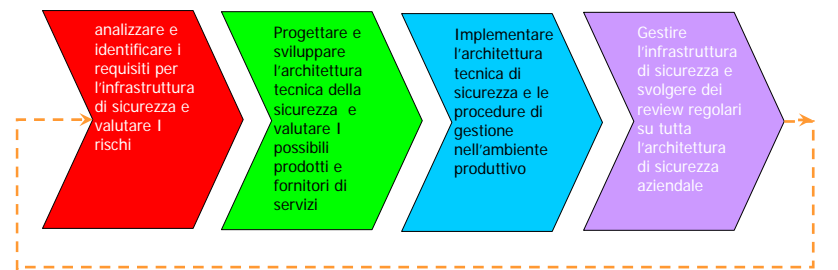 analizzare e
identificare i
requisiti per
l'infrastruttura
di sicurezza e
valutare I
rischi
Progettare e
sviluppare
l'architettura
tecnica della
sicurezza e
valutare I
possibili
prodotti e
fornitori di
servizi
Implementare
l'architettura
tecnica di
sicurezza e le
procedure di
gestione
nell'ambiente
produttivo
Gestire
l'infrastruttura
di sicurezza e
svolgere dei
review regolari
su tutta
l'architettura
di sicurezza
aziendale